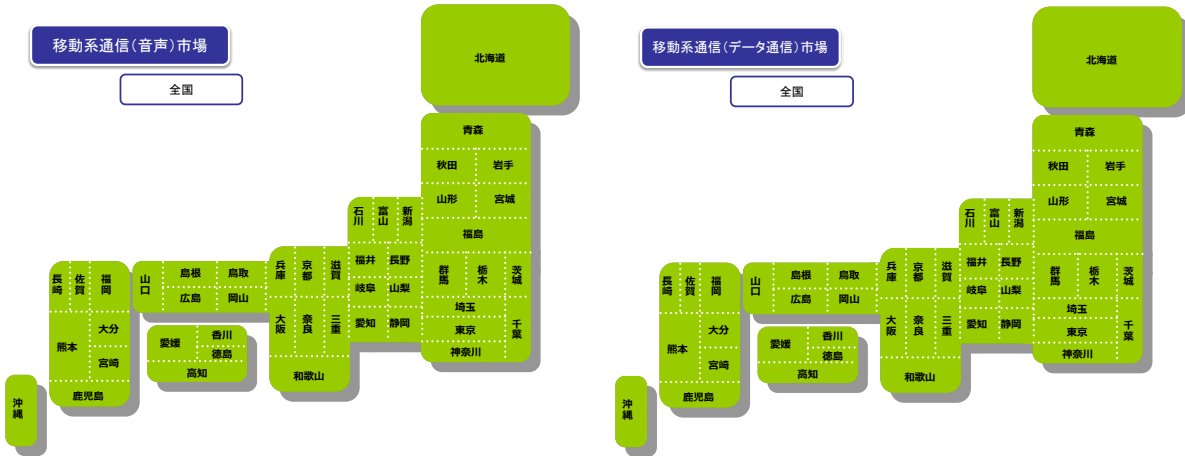 移動系通信(音声)市場
全国
北海道
青森
秋田
岩手
山形
宮城
石川
富山
新潟
福島
福井
長野
群馬
栃木
茨城
岐阜
山梨
埼玉
愛知
静岡
東京
千葉
神奈川
兵庫
京都
滋賀
大阪
奈良
三重
和歌山
山口
島根
鳥取
広島
岡山
愛媛
香川
徳島
高知
長崎
佐賀
福岡
熊本
大分
宮崎
鹿児島
沖縄
移動系通信(データ通信)市場
全国
北海道
青森
秋田
岩手
山形
宮城
石川
富山
新潟
福島
福井
長野
群馬
栃木
茨城
岐阜
山梨
埼玉
愛知
静岡
東京
千葉
神奈川
兵庫
京都
滋賀
大阪
奈良
三重
和歌山
山口
島根
鳥取
広島
岡山
愛媛
香川
徳島
高知
長崎
佐賀
福岡
熊本
大分
宮崎
鹿児島
沖縄